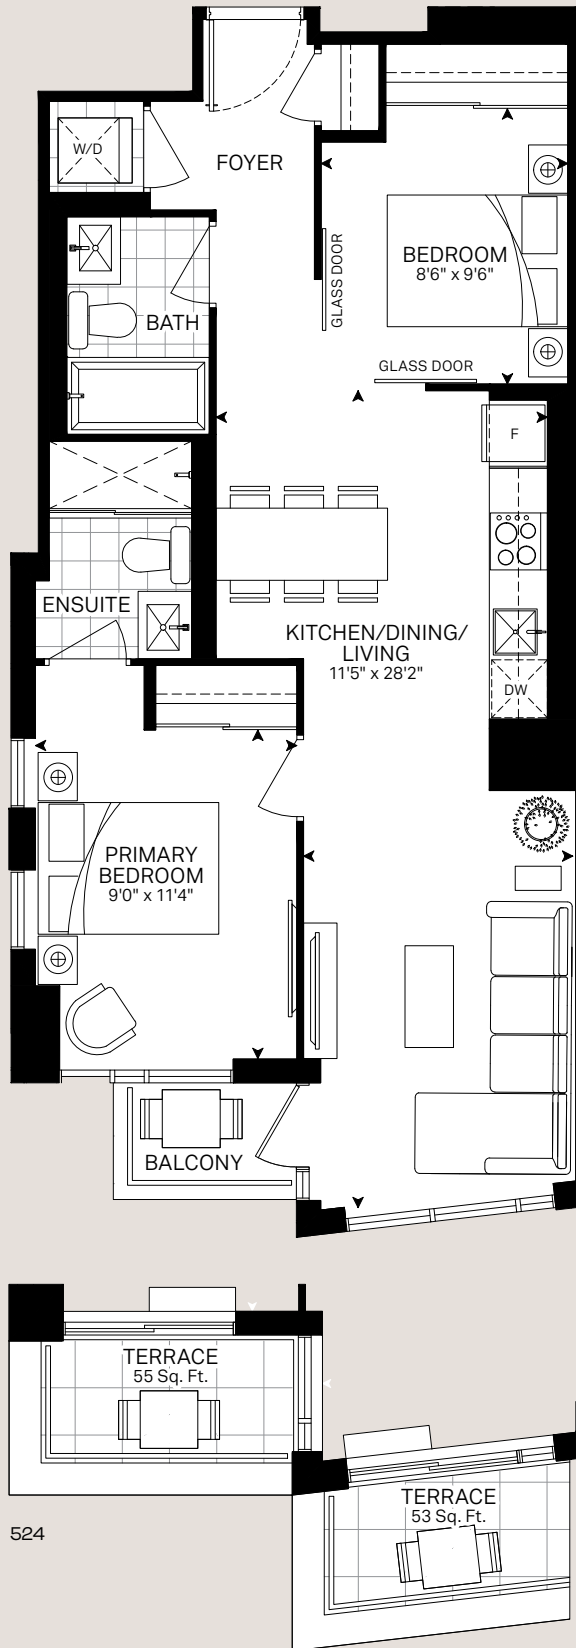 W/D
FOYER
BEDROOM
8'6" x 9'6"
GLASS DOOR
BATH
GLASS DOOR
F
ENSUITE
KITCHEN/DINING/
LIVING
11'5" x 28'2"
DW
PRIMARY
BEDROOM
9'0" x 11'4"
BALCONY
TERRACE
55 Sq. Ft.
TERRACE
53 Sq. Ft.
524